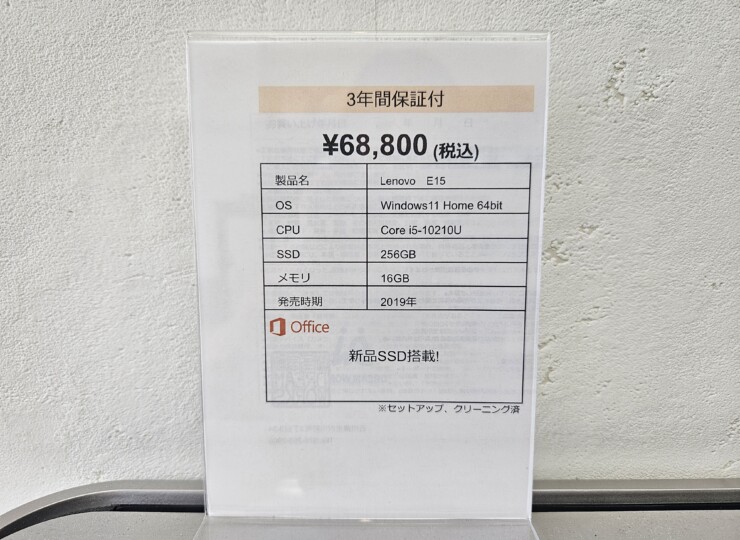 3年間保証付
¥68,800 (税込)
製品名 Lenovo E15
OS Windows11 Home 64bit
CPU Core i5-10210U
SSD 256GB
メモリ 16GB
発売時期 2019年
Office
新品SSD搭載!
※セットアップ、クリーニング済